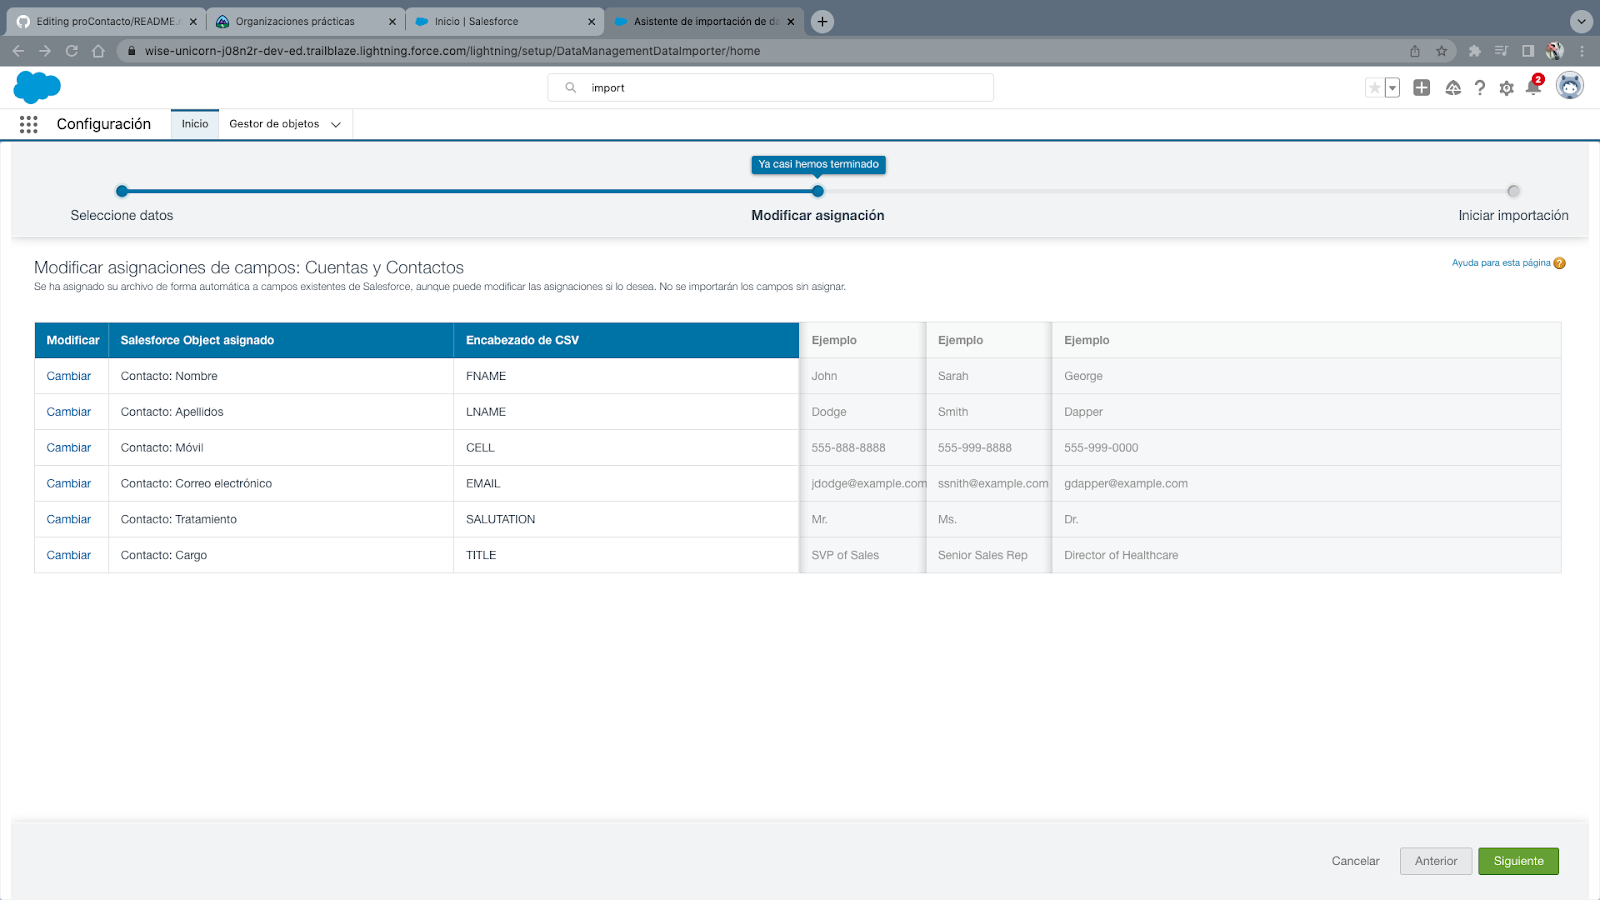 Editing proContacto/README.
Organizaciones prácticas
Inicio | Salesforce
Asistente de importación de da
wise-unicorn-j08n2r-dev-ed.trailblaze.lightning.force.com/lightning/setup/DataManagementDataImporter/home
import
2
Configuración
Inicio
Gestor de objetos
Ya casi hemos terminado
Seleccione datos
Modificar asignación
Iniciar importación
Modificar asignaciones de campos: Cuentas y Contactos
Ayuda para esta página ?
Se ha asignado su archivo de forma automática a campos existentes de Salesforce, aunque puede modificar las asignaciones si lo desea. No se importarán los campos sin asignar.
Modificar Salesforce Object asignado Encabezado de CSV Ejemplo Ejemplo Ejemplo
Cambiar Contacto: Nombre FNAME John Sarah George
Cambiar Contacto: Apellidos LNAME Dodge Smith Dapper
Cambiar Contacto: Móvil CELL 555-888-8888 555-999-8888 555-999-0000
Cambiar Contacto: Correo electrónico EMAIL jdodge@example.com ssnith@example.com gdapper@example.com
Cambiar Contacto: Tratamiento SALUTATION Mr. Ms. Dr.
Cambiar Contacto: Cargo TITLE SVP of Sales Senior Sales Rep Director of Healthcare
Cancelar
Anterior
Siguiente